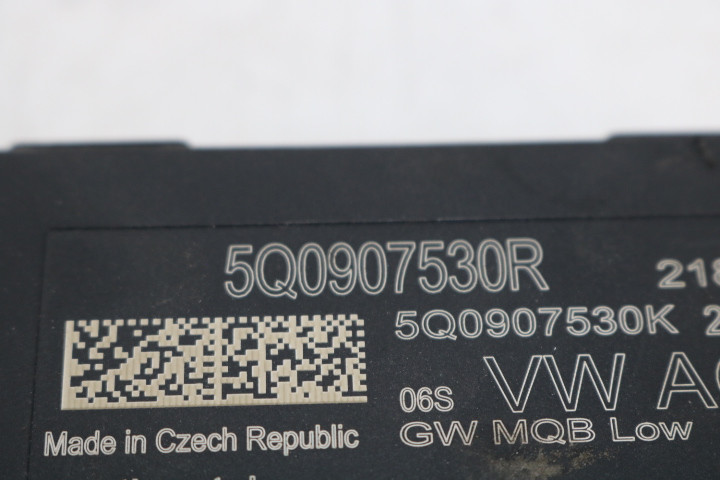 5Q0907530R 218
5Q0907530K 2
06S VW AG
GW MQB Low
Made in Czech Republic